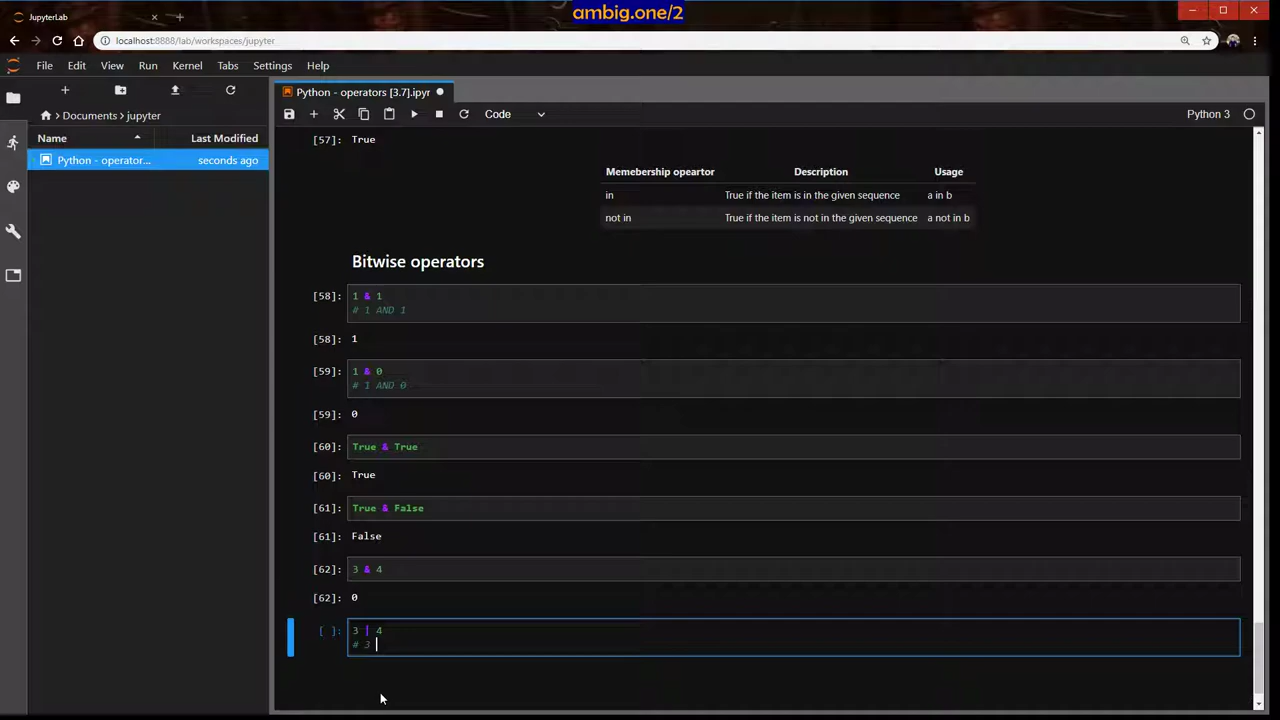 ambig.one/2
JupyterLab
localhost:8888/lab/workspaces/jupyter
File Edit View Run Kernel Tabs Settings Help
Python - operators [3.7].ipyr
Code
Python 3
Documents jupyter
Name Last Modified
Python - operator... seconds ago
[57]: True
Memebership opeartor Description Usage
in True if the item is in the given sequence a in b
not in True if the item is not in the given sequence a not in b
Bitwise operators
[58]: 1 & 1
# 1 AND 1
[58]: 1
[59]: 1 & 0
# 1 AND 0
[59]: 0
[60]: True & True
[60]: True
[61]: True & False
[61]: False
[62]: 3 & 4
[62]: 0
[ ]: 3 | 4
# 3